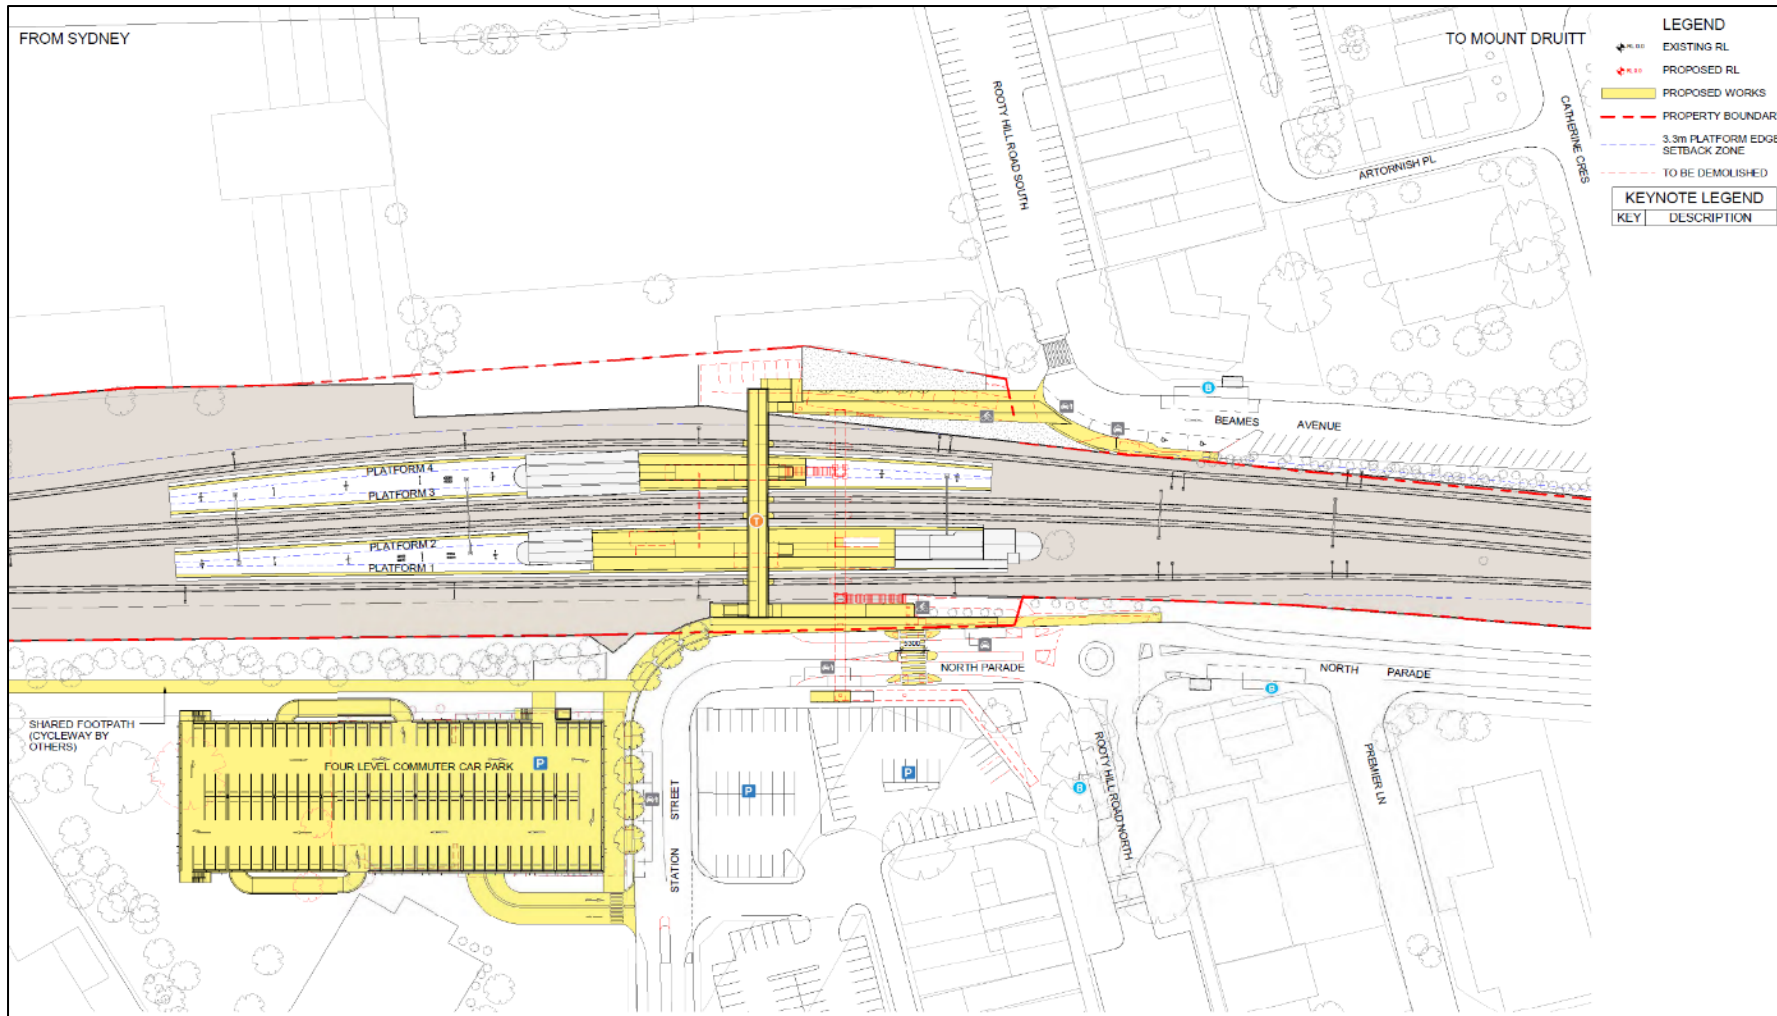 FROM SYDNEY
TO MOUNT DRUITT
LEGEND
EXISTING RL
PROPOSED RL
PROPOSED WORKS
PROPERTY BOUNDAR
3.3m PLATFORM EDGE
SETBACK ZONE
TO BE DEMOLISHED
KEYNOTE LEGEND
KEY DESCRIPTION
ROOTY HILL ROAD SOUTH
CATHERINE CRES
ARTORNISH PL
B
BEAMES AVENUE
PLATFORM 4
PLATFORM 3
T
PLATFORM 2
PLATFORM 1
NORTH PARADE
NORTH PARADE
B
SHARED FOOTPATH
(CYCLEWAY BY
OTHERS)
FOUR LEVEL COMMUTER CAR PARK
P
P
P
B
STATION STREET
ROOTY HILL ROAD NORTH
PREMIER LN